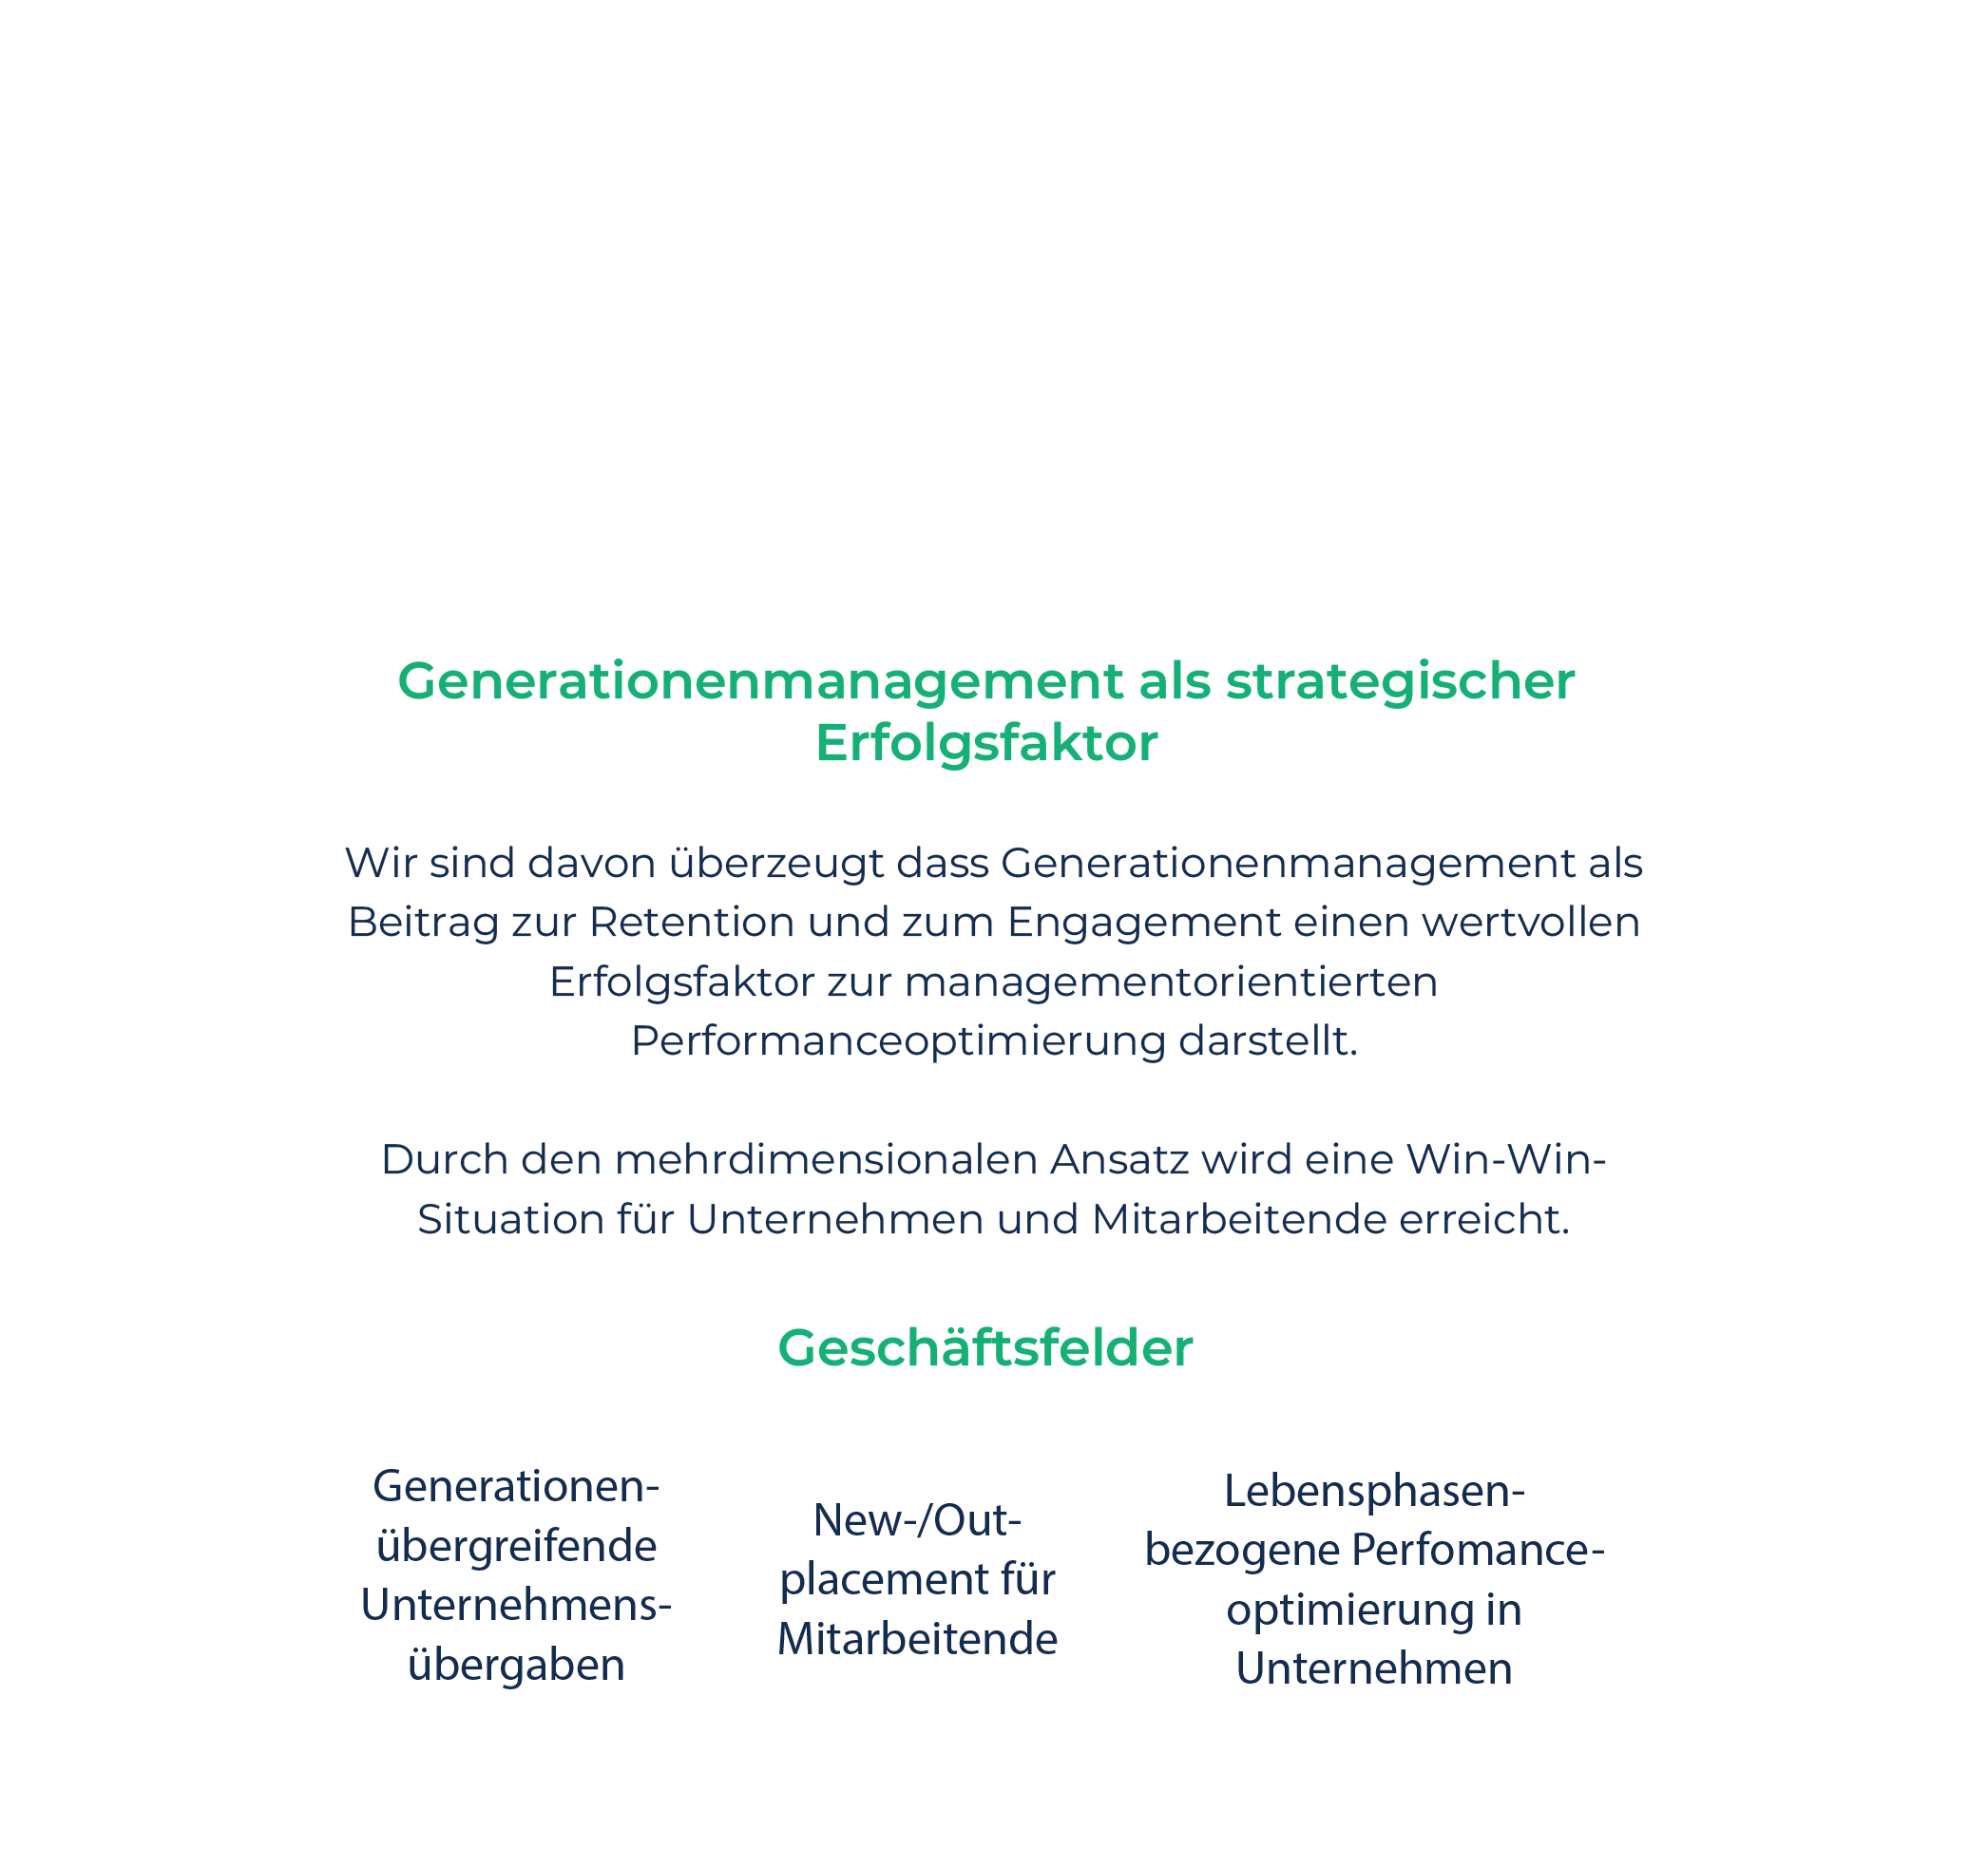 Generationenmanagement als strategischer
Erfolgsfaktor
Wir sind davon überzeugt dass Generationenmanagement als
Beitrag zur Retention und zum Engagement einen wertvollen
Erfolgsfaktor zur managementorientierten
Performanceoptimierung darstellt.
Durch den mehrdimensionalen Ansatz wird eine Win-Win-
Situation für Unternehmen und Mitarbeitende erreicht.
Geschäftsfelder
Generationen-
übergreifende
Unternehmens-
übergaben
New-/Out-
placement für
Mitarbeitende
Lebensphasen-
bezogene Perfomance-
optimierung in
Unternehmen